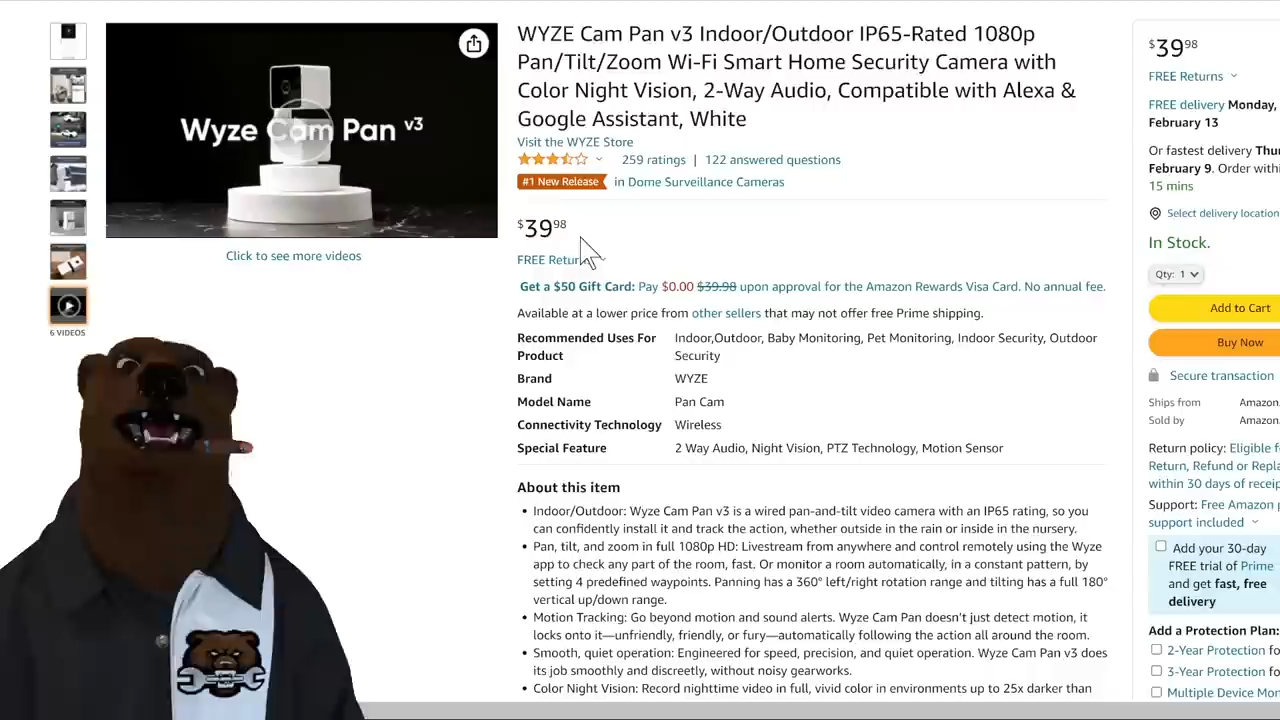 WYZE Cam Pan v3 Indoor/Outdoor IP65-Rated 1080p
Pan/Tilt/Zoom Wi-Fi Smart Home Security Camera with
Color Night Vision, 2-Way Audio, Compatible with Alexa &
Google Assistant, White
Visit the WYZE Store
259 ratings | 122 answered questions
#1 New Release in Dome Surveillance Cameras
Wyze Cam Pan v3
Click to see more videos
6 VIDEOS
$39 98
FREE Retur
Get a $50 Gift Card: Pay $0.00 $39.98 upon approval for the Amazon Rewards Visa Card. No annual fee.
Available at a lower price from other sellers that may not offer free Prime shipping.
Recommended Uses For Indoor,Outdoor, Baby Monitoring, Pet Monitoring, Indoor Security, Outdoor
Product Security
Brand WYZE
Model Name Pan Cam
Connectivity Technology Wireless
Special Feature 2 Way Audio, Night Vision, PTZ Technology, Motion Sensor
About this item
• Indoor/Outdoor: Wyze Cam Pan v3 is a wired pan-and-tilt video camera with an IP65 rating, so you
can confidently install it and track the action, whether outside in the rain or inside in the nursery.
• Pan, tilt, and zoom in full 1080p HD: Livestream from anywhere and control remotely using the Wyze
app to check any part of the room, fast. Or monitor a room automatically, in a constant pattern, by
setting 4 predefined waypoints. Panning has a 360° left/right rotation range and tilting has a full 180°
vertical up/down range.
• Motion Tracking: Go beyond motion and sound alerts. Wyze Cam Pan doesn't just detect motion, it
locks onto it—unfriendly, friendly, or fury—automatically following the action all around the room.
• Smooth, quiet operation: Engineered for speed, precision, and quiet operation. Wyze Cam Pan v3 does
its job smoothly and discreetly, without noisy gearworks.
• Color Night Vision: Record nighttime video in full, vivid color in environments up to 25x darker than
$39 98
FREE Returns
FREE delivery Monday,
February 13
Or fastest delivery Thu
February 9. Order with
15 mins
Select delivery location
In Stock.
Qty: 1
Add to Cart
Buy Now
Secure transaction
Ships from Amazon.
Sold by Amazon.
Return policy: Eligible f
Return, Refund or Repla
within 30 days of receip
Support: Free Amazon p
support included
Add your 30-day
FREE trial of Prime
and get fast, free
delivery
Add a Protection Plan:
2-Year Protection fo
3-Year Protection fo
Multiple Device Mon